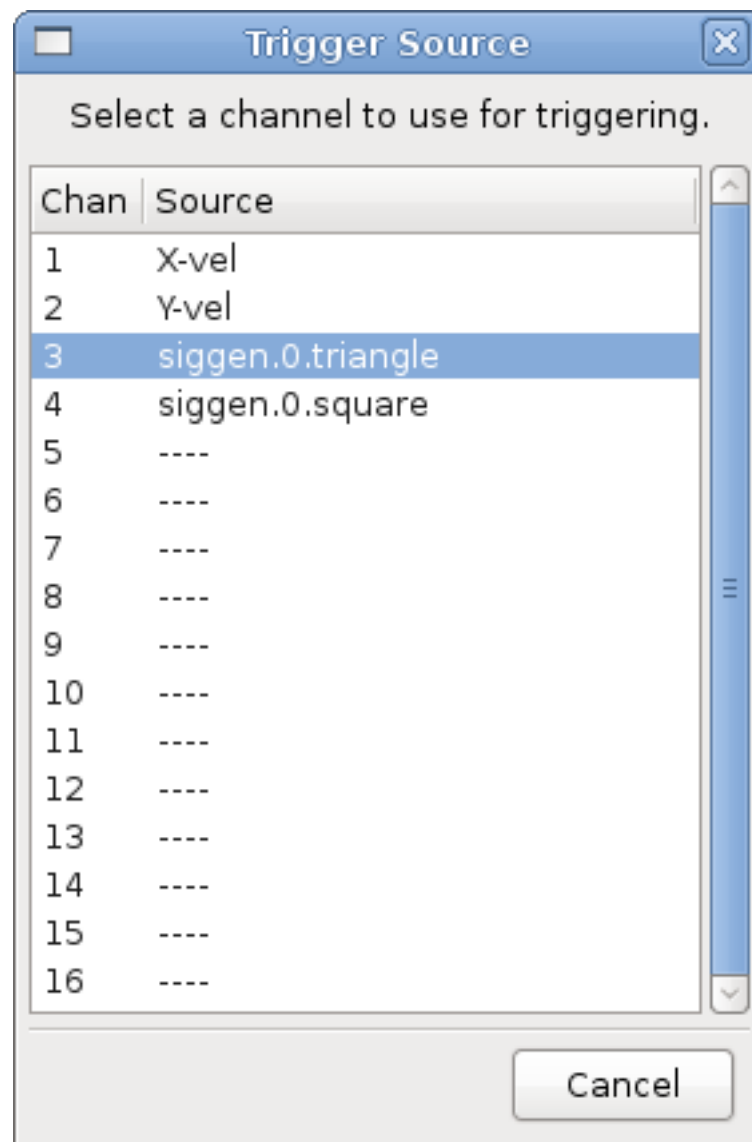 Trigger Source
Select a channel to use for triggering.
Chan Source
1 X-vel
2 Y-vel
3 siggen.0.triangle
4 siggen.0.square
5 ----
6 ----
7 ----
8 ----
9 ----
10 ----
11 ----
12 ----
13 ----
14 ----
15 ----
16 ----
Cancel